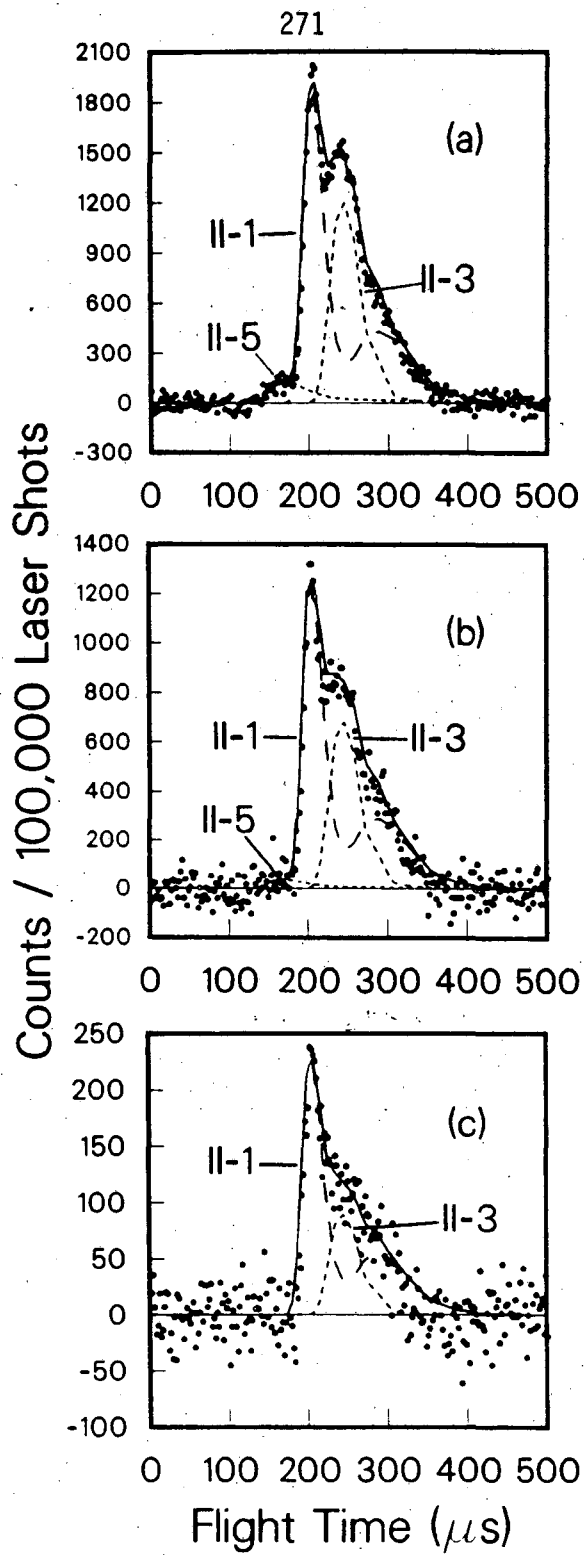 271
Counts / 100,000 Laser Shots
2100
1800
1500
1200
900
600
300
0
-300
(a)
II-1
II-3
II-5
0 100 200 300 400 500
1400
1200
1000
800
600
400
200
0
-200
(b)
II-1
II-3
II-5
0 100 200 300 400 500
250
200
150
100
50
0
-50
-100
(c)
II-1
II-3
0 100 200 300 400 500
Flight Time (μs)